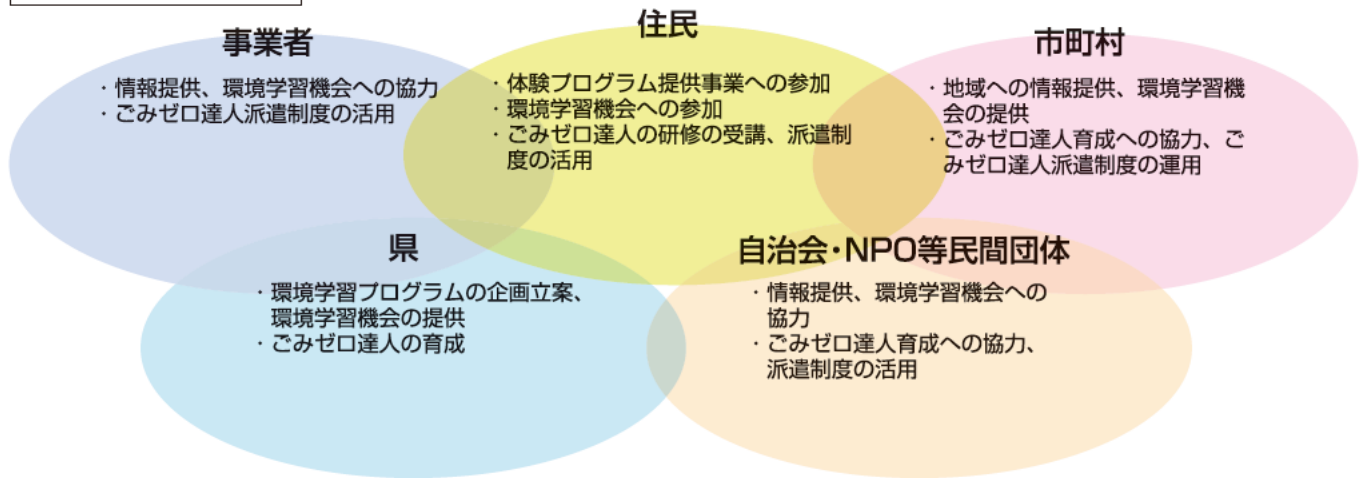 事業者
・情報提供、環境学習機会への協力
・ごみゼロ達人派遣制度の活用
住民
・体験プログラム提供事業への参加
・環境学習機会への参加
・ごみゼロ達人の研修の受講、派遣制
度の活用
市町村
・地域への情報提供、環境学習機
会の提供
・ごみゼロ達人育成への協力、ご
みゼロ達人派遣制度の運用
県
・環境学習プログラムの企画立案、
環境学習機会の提供
・ごみゼロ達人の育成
自治会・NPO等民間団体
・情報提供、環境学習機会への
協力
・ごみゼロ達人育成への協力、
派遣制度の活用